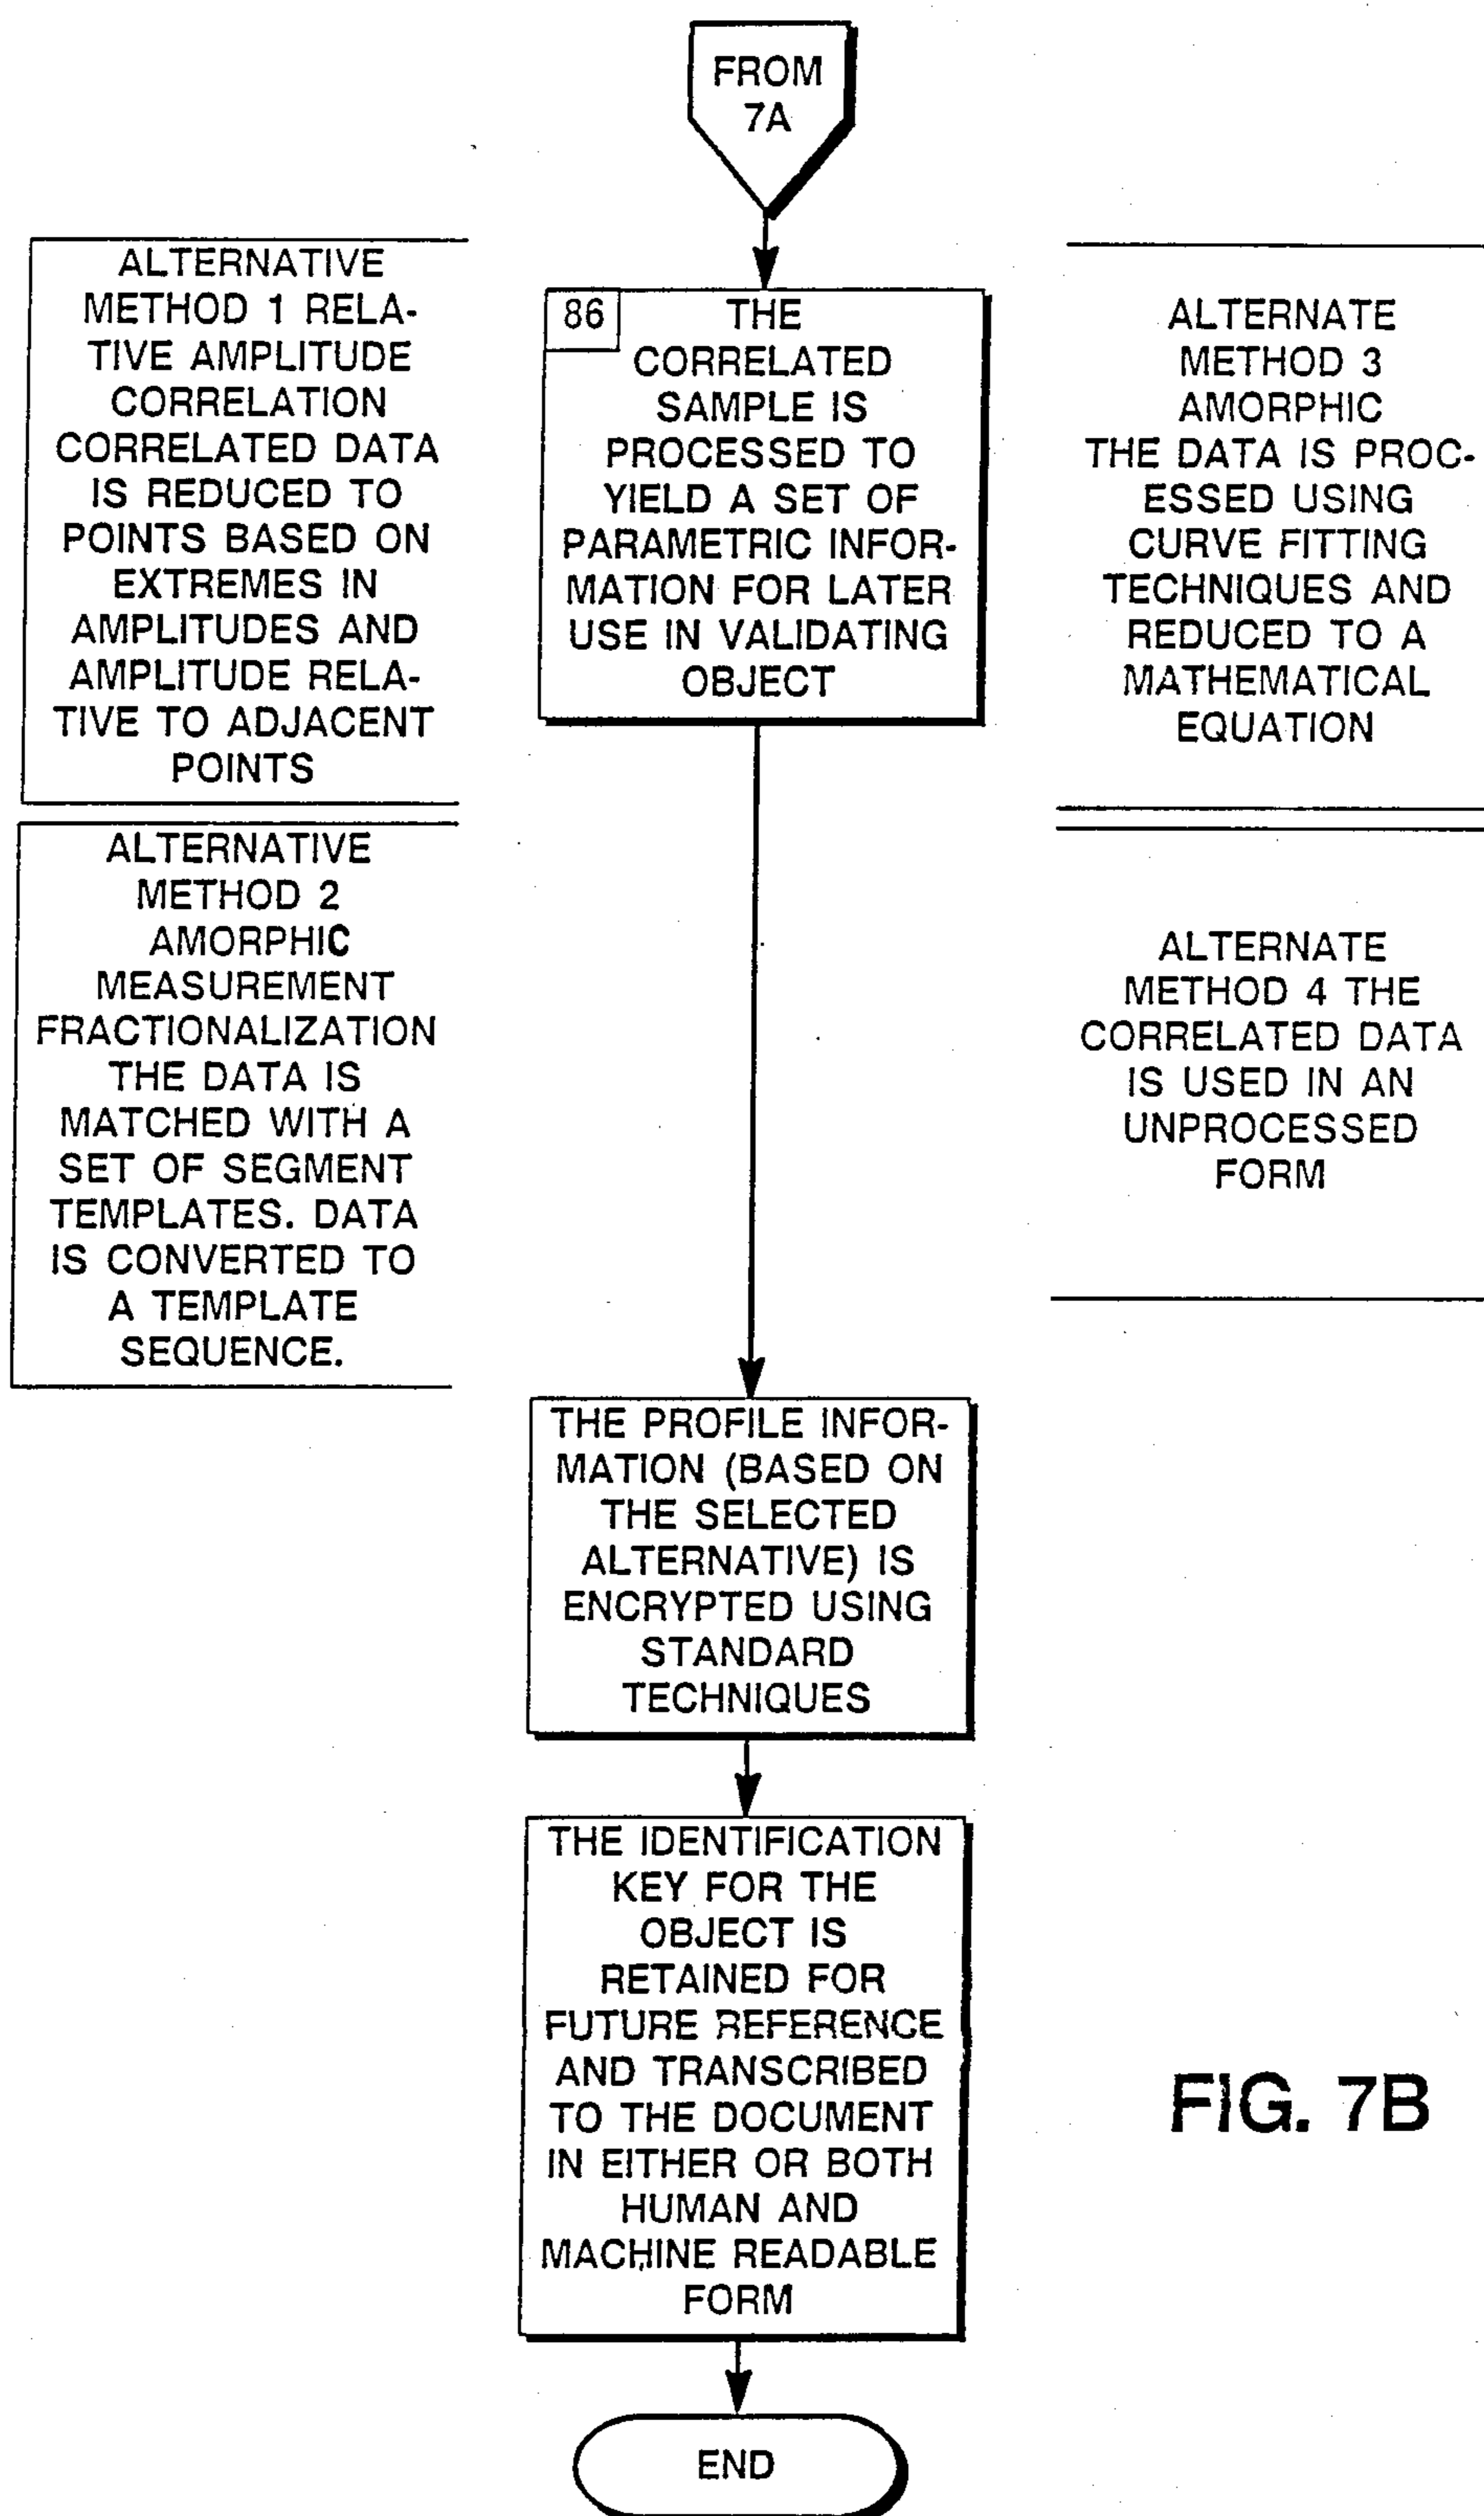 FROM
7A
ALTERNATIVE
METHOD 1 RELA-
TIVE AMPLITUDE
CORRELATION
CORRELATED DATA
IS REDUCED TO
POINTS BASED ON
EXTREMES IN
AMPLITUDES AND
AMPLITUDE RELA-
TIVE TO ADJACENT
POINTS
86
THE
CORRELATED
SAMPLE IS
PROCESSED TO
YIELD A SET OF
PARAMETRIC INFOR-
MATION FOR LATER
USE IN VALIDATING
OBJECT
ALTERNATE
METHOD 3
AMORPHIC
THE DATA IS PROC-
ESSED USING
CURVE FITTING
TECHNIQUES AND
REDUCED TO A
MATHEMATICAL
EQUATION
ALTERNATIVE
METHOD 2
AMORPHIC
MEASUREMENT
FRACTIONALIZATION
THE DATA IS
MATCHED WITH A
SET OF SEGMENT
TEMPLATES. DATA
IS CONVERTED TO
A TEMPLATE
SEQUENCE.
ALTERNATE
METHOD 4 THE
CORRELATED DATA
IS USED IN AN
UNPROCESSED
FORM
THE PROFILE INFOR-
MATION (BASED ON
THE SELECTED
ALTERNATIVE) IS
ENCRYPTED USING
STANDARD
TECHNIQUES
THE IDENTIFICATION
KEY FOR THE
OBJECT IS
RETAINED FOR
FUTURE REFERENCE
AND TRANSCRIBED
TO THE DOCUMENT
IN EITHER OR BOTH
HUMAN AND
MACHINE READABLE
FORM
END
FIG. 7B